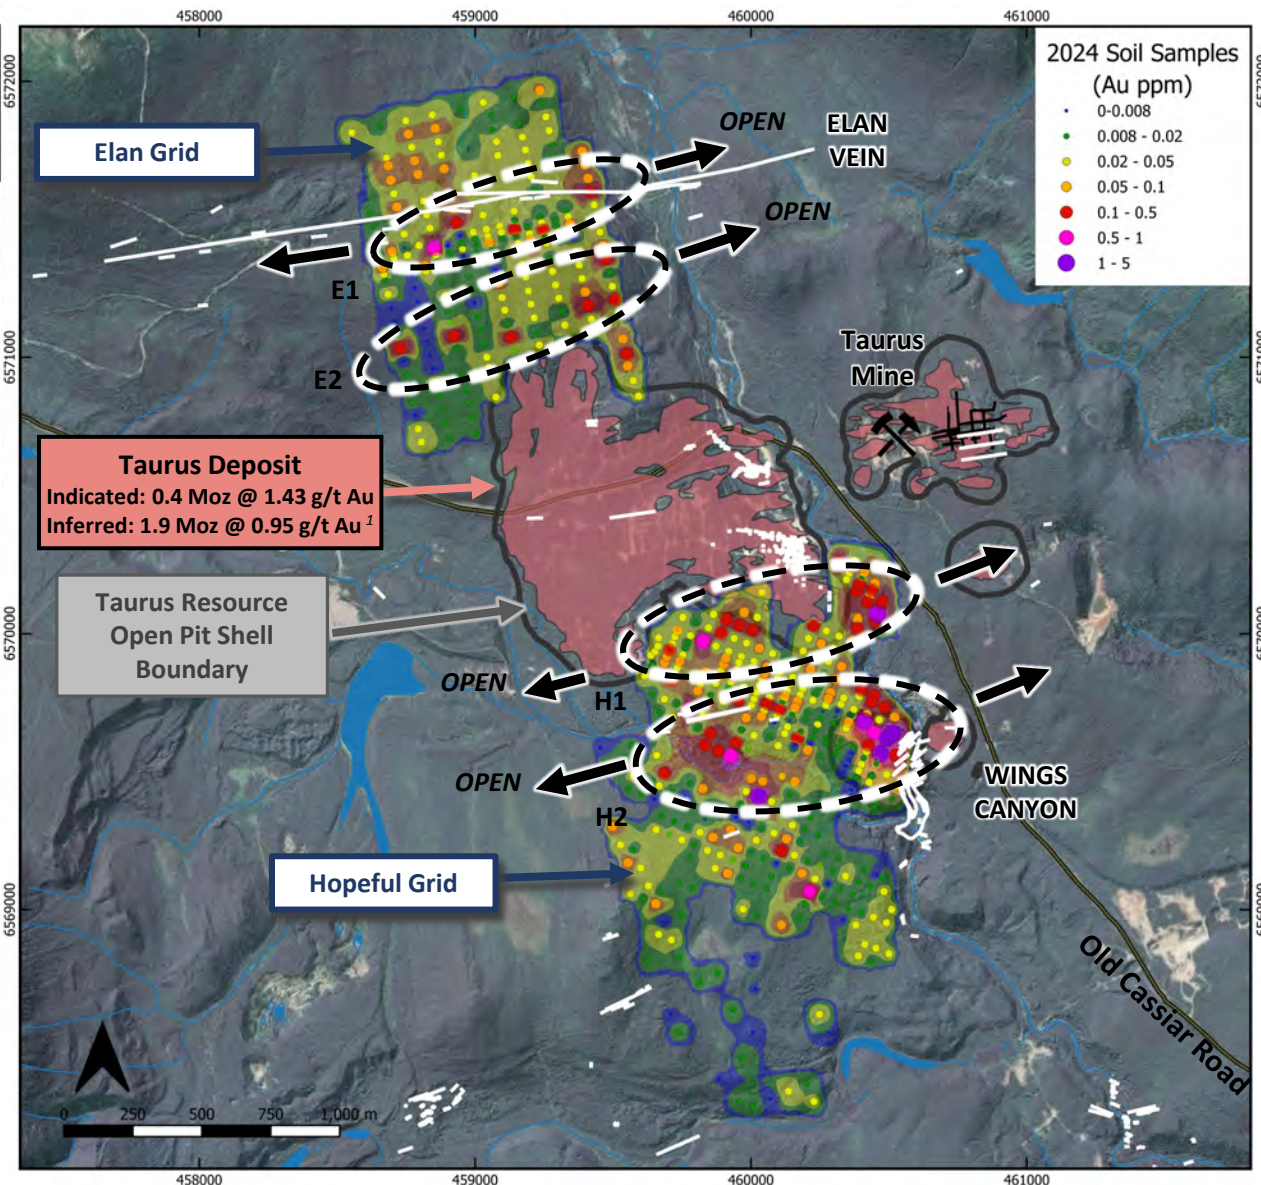 458000
459000
460000
461000
6572000
6572000
2024 Soil Samples
(Au ppm)
0-0.008
0.008 - 0.02
0.02 - 0.05
0.05 - 0.1
0.1 - 0.5
0.5 - 1
1 - 5
Elan Grid
OPEN
ELAN
VEIN
OPEN
E1
E2
6571000
6571000
Taurus
Mine
Taurus Deposit
Indicated: 0.4 Moz @ 1.43 g/t Au
Inferred: 1.9 Moz @ 0.95 g/t Au 1
Taurus Resource
Open Pit Shell
Boundary
6570000
6570000
OPEN
H1
OPEN
H2
WINGS
CANYON
Hopeful Grid
6569000
6569000
Old Cassiar Road
0
250
500
750
1,000 m
458000
459000
460000
461000